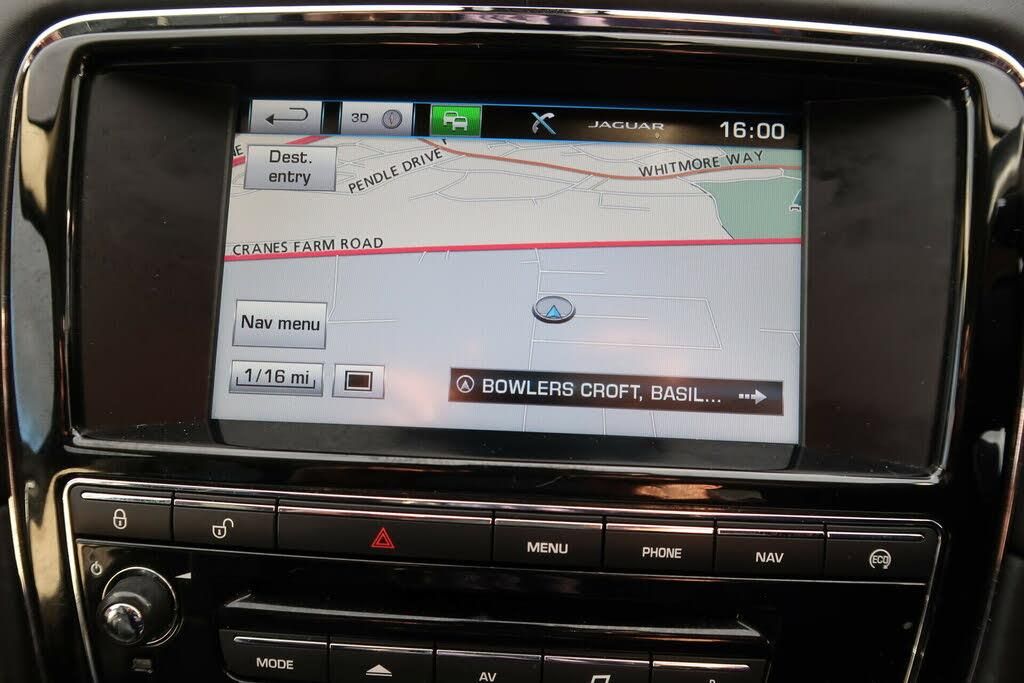 3D
JAGUAR
16:00
NE
Dest.
entry
PENDLE DRIVE
WHITMORE WAY
CRANES FARM ROAD
Nav menu
1/16 mi
BOWLERS CROFT, BASIL...
MENU
PHONE
NAV
ECO
MODE
AV